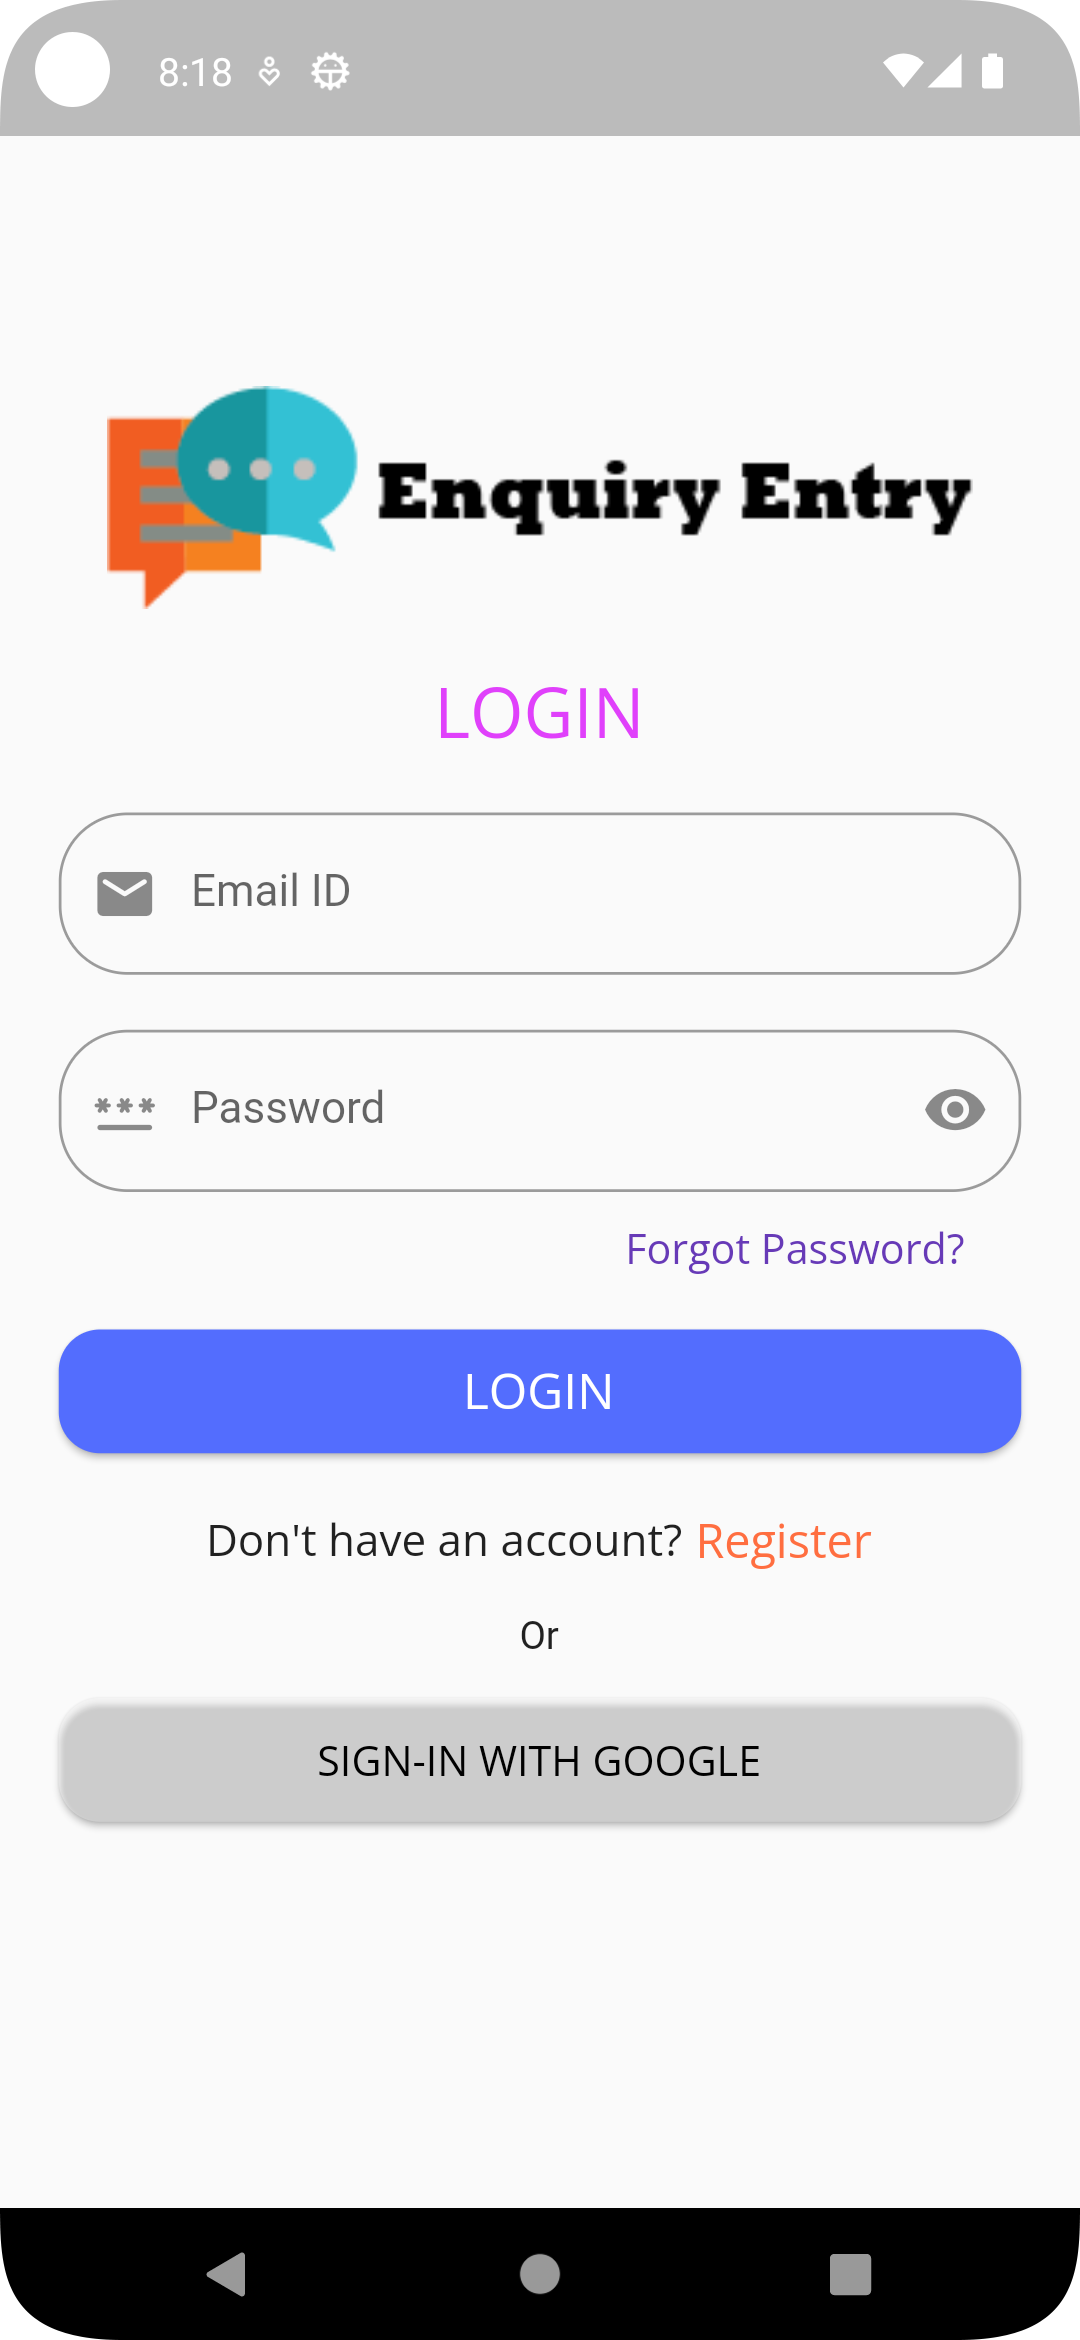 8:18
Enquiry Entry
LOGIN
Email ID
Password
Forgot Password?
LOGIN
Don't have an account? Register
Or
SIGN-IN WITH GOOGLE